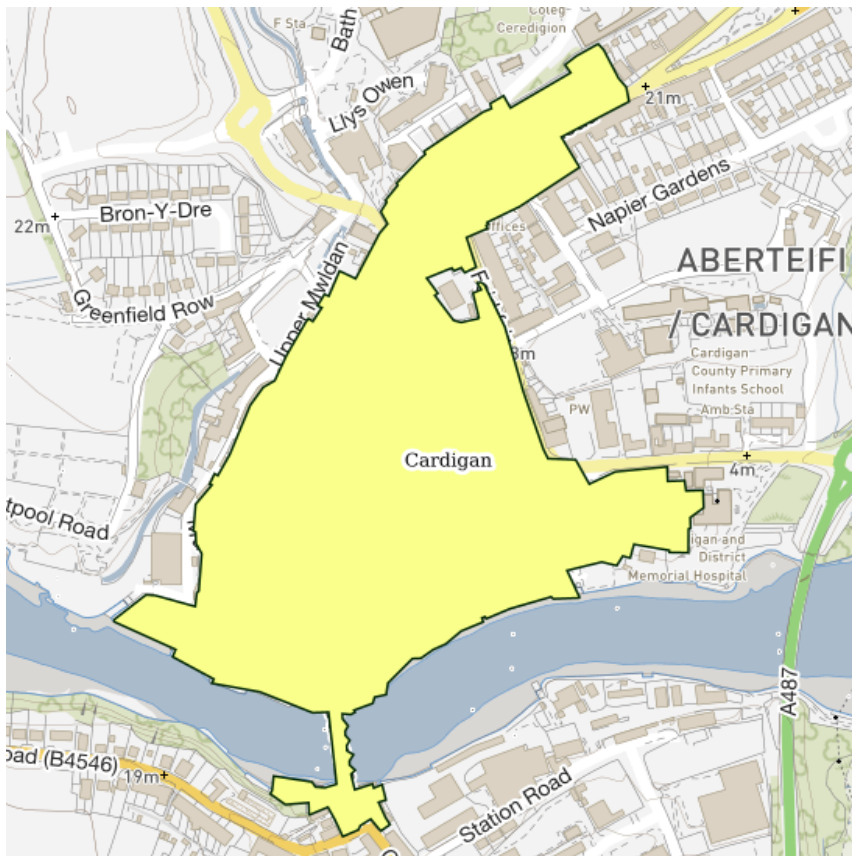 Coleg
Ceredigion
F Sta
Bath
Llys Owen
21m
Bron-Y-Dre
22m
Napier Gardens
Greenfield Row
Upper Mwldan
ABERTEIFI
/ CARDIGAN
Cardigan
County Primary
Infants School
PW
Amb Sta
Cardigan
4m
tpool Road
igan and
District
Memorial Hospital
A487
oad (B4546)
19m
Station Road